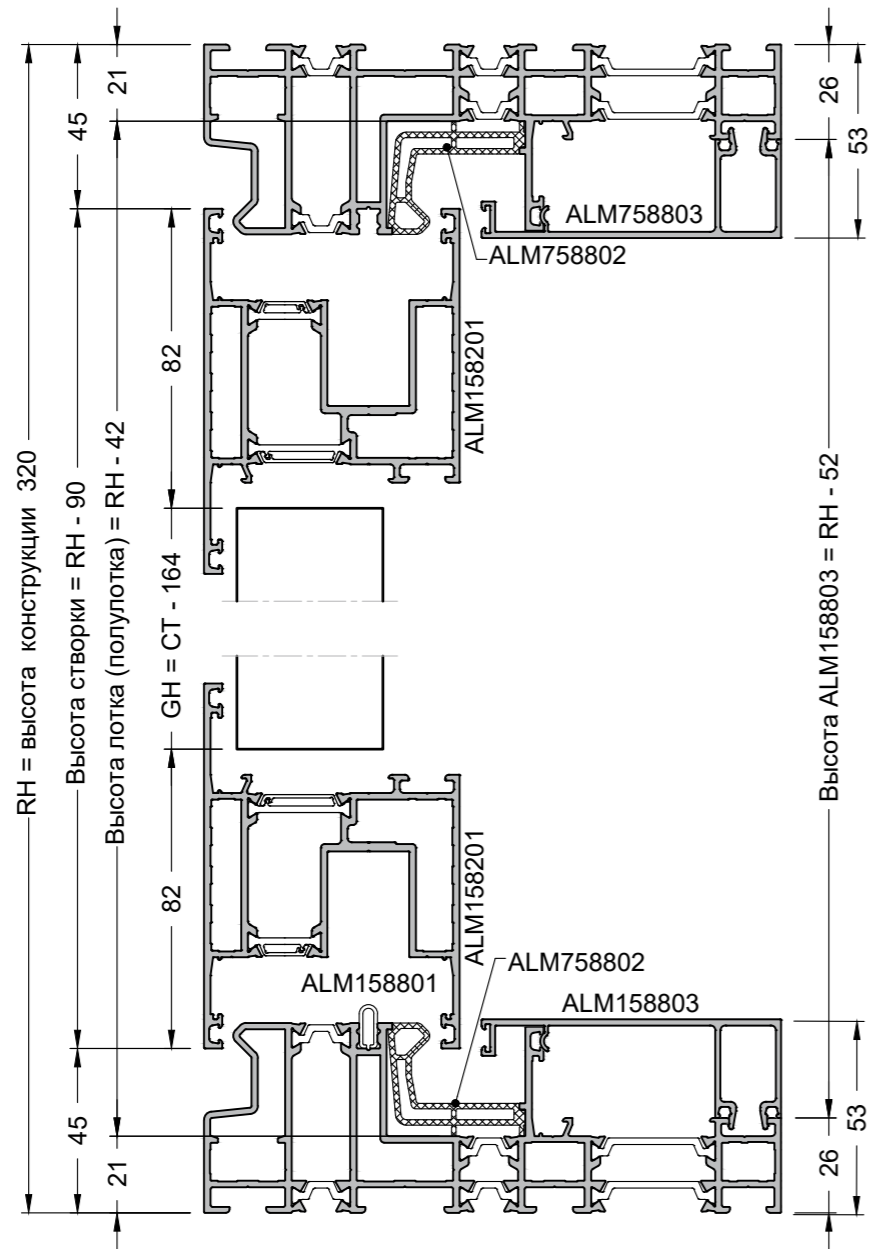 21
45
26
53
ALM758803
ALM758802
82
ALM158201
RH = высота конструкции 320
Высота створки = RH - 90
Высота лотка (полулотка) = RH - 42
GH = СТ - 164
Высота ALM158803 = RH - 52
82
ALM158201
ALM158801
ALM758802
ALM158803
45
21
53
26